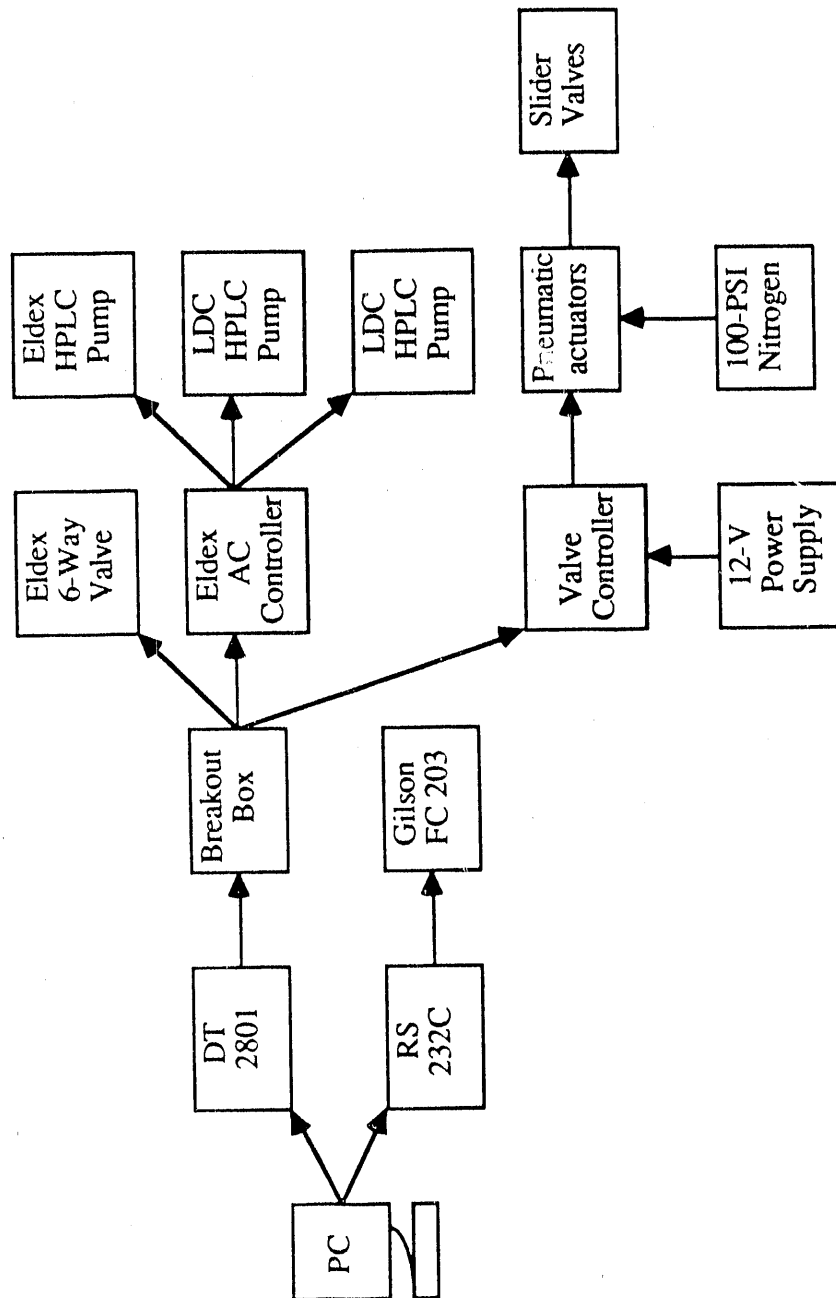 PC
DT
2801
RS
232C
Breakout
Box
Gilson
FC 203
Eldex
6-Way
Valve
Eldex
AC
Controller
Valve
Controller
12-V
Power
Supply
Eldex
HPLC
Pump
LDC
HPLC
Pump
LDC
HPLC
Pump
Pneumatic
actuators
100-PSI
Nitrogen
Slider
Valves